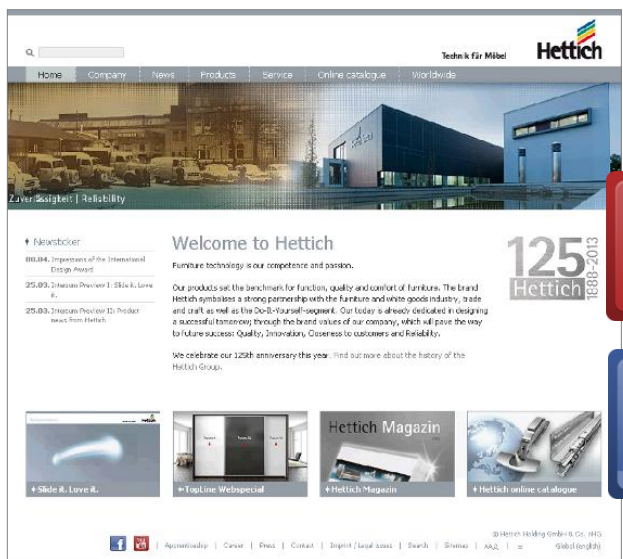 Technik für Möbel
Hettich
Home Company News Products Service Online catalogue Worldwide
Zuverlässigkeit | Reliability
Newsticker
Impressions of the International
Design Award
25.03. Interzum Preview I: Slide it. Love
it.
25.03. Interzum Preview II: Product
news from Hettich
Welcome to Hettich
Furniture technology is our competence and passion.
Our products set the benchmark for function, quality and comfort of furniture. The brand
Hettich symbolises a strong partnership with the furniture and white goods industry, trade
and craft as well as the Do-It-Yourself-segment. Our today is already dedicated in designing
a successful tomorrow; through the brand values of our company, which will pave the way
to future success: Quality, Innovation, Closeness to customers and Reliability.
We celebrate our 125th anniversary this year. Find out more about the history of the
Hettich Group.
125
Hettich
1888-2013
Hettich
Slide it. Love it.
TopLine Webspecial
Hettich Magazin
Hettich Magazin
Hettich online catalogue
© Hettich Holding GmbH & Co. oHG
Apprenticeship | Career | Press | Contact | Imprint / Legal issues | Search | Sitemap | Global (english)